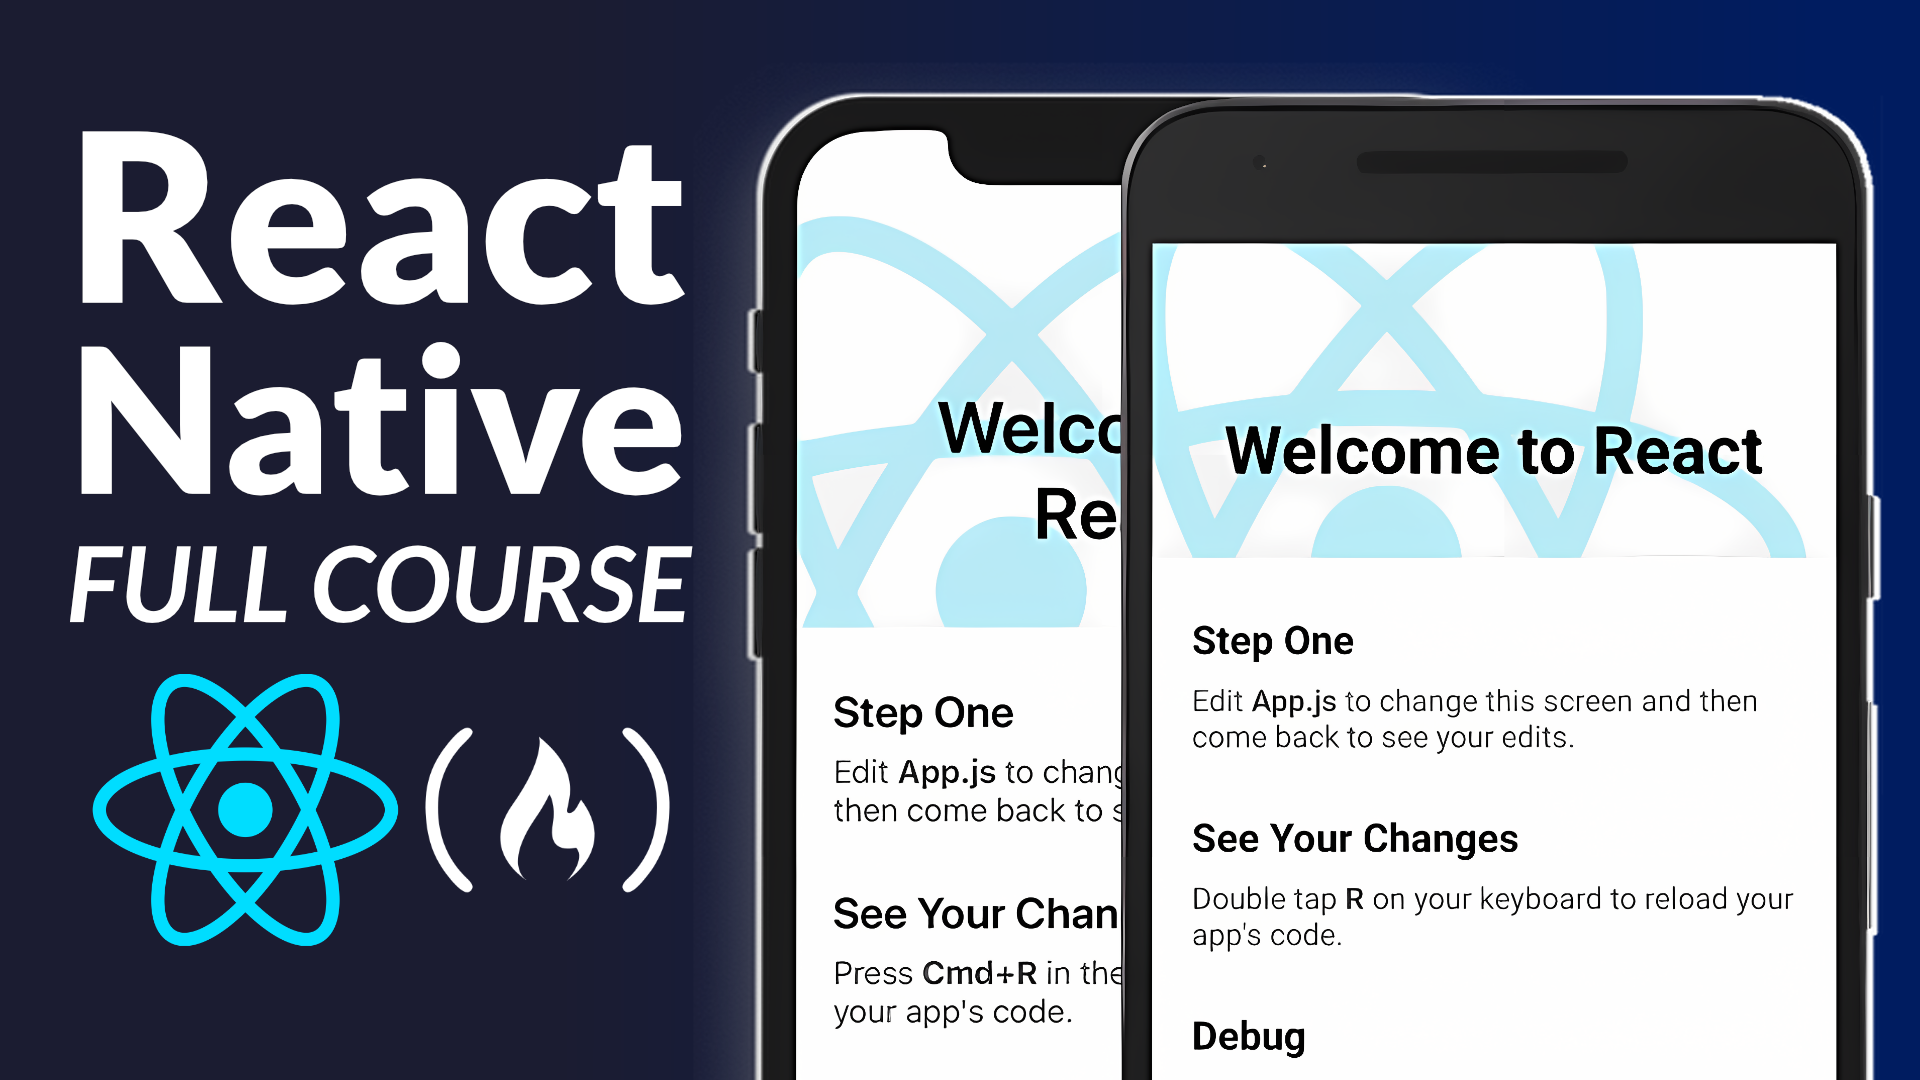 React
Native
FULL COURSE
Welco
Re
Step One
Edit App.js to chang
then come back to s
See Your Chan
Press Cmd+R in the
your app's code.
Welcome to React
Step One
Edit App.js to change this screen and then
come back to see your edits.
See Your Changes
Double tap R on your keyboard to reload your
app's code.
Debug